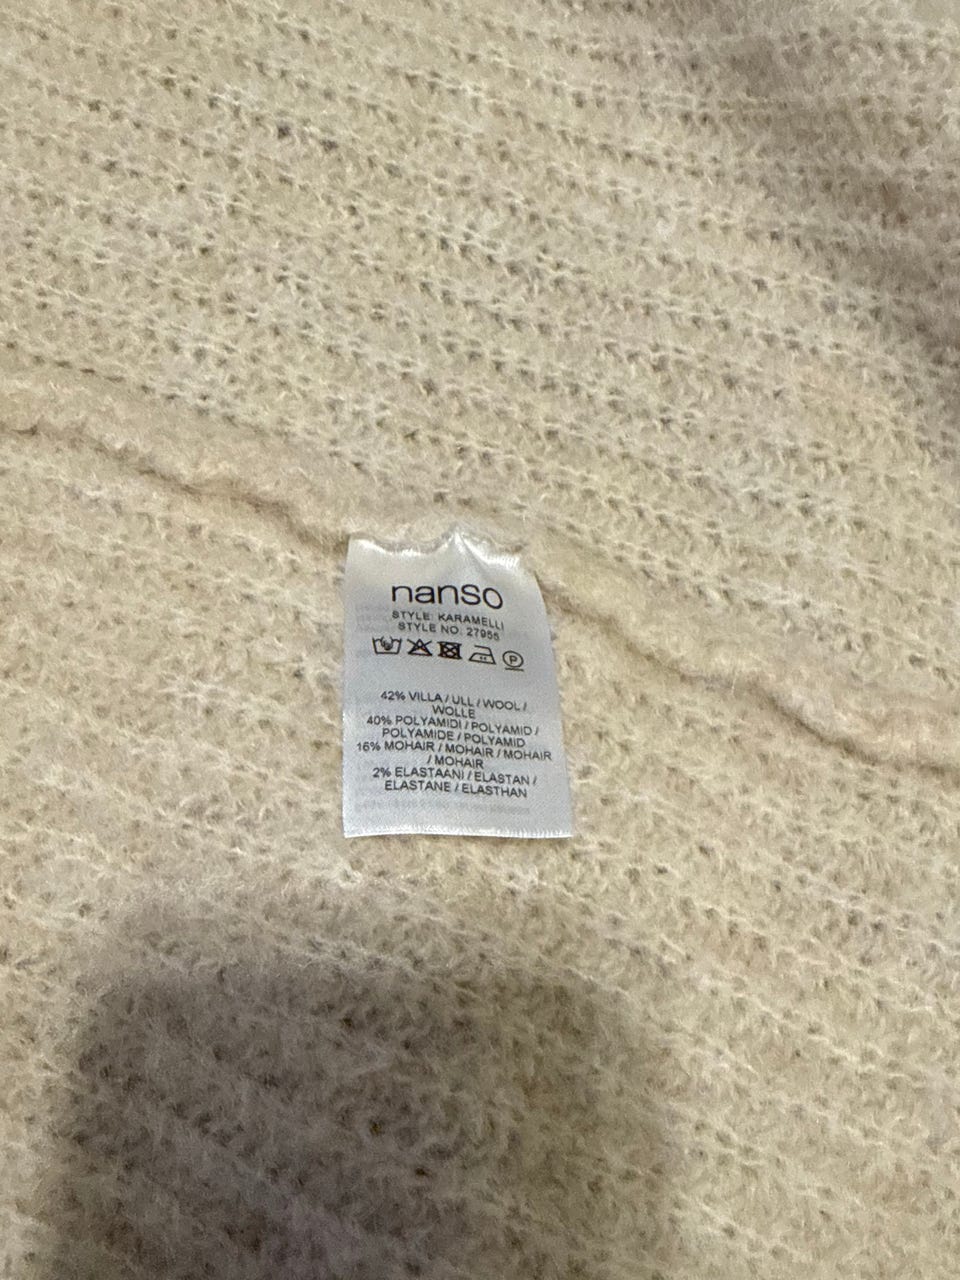 nanso
STYLE: KARAMELLI
STYLE NO. 27955
P
42% VILLA / ULL / WOOL /
WOLLE
40% POLYAMIDI / POLYAMID /
POLYAMIDE / POLYAMID
16% MOHAIR / MOHAIR / MOHAIR
/ MOHAIR
2% ELASTAANI / ELASTAN /
ELASTANE / ELASTHAN